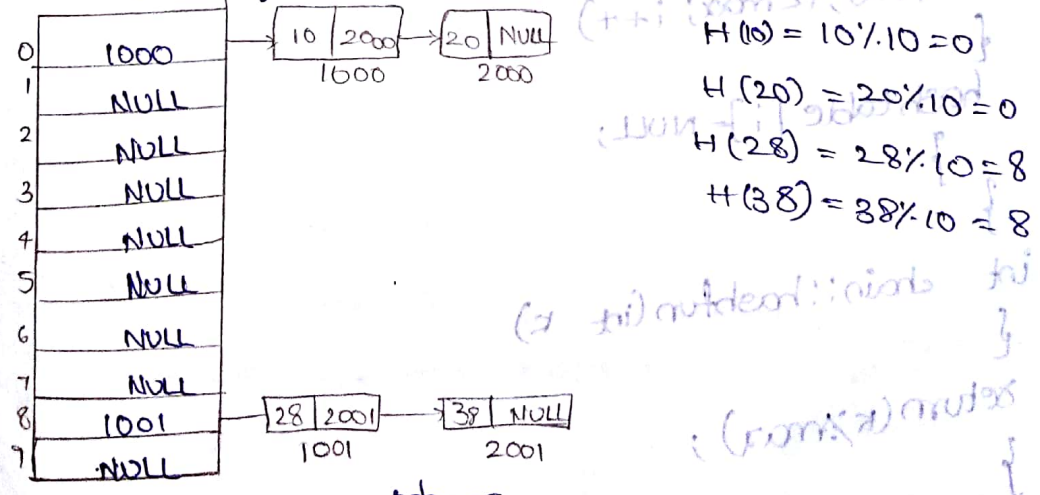 0 1000 10 2000 20 NULL H(10) = 10%10=0
1000 2000
1 NULL H(20) = 20%10=0
2 NULL H(28) = 28%10=8
3 NULL H(38) = 38%10=8
4 NULL
5 NULL
6 NULL
7 NULL
8 1001 28 2001 38 NULL
1001 2001
9 NULL